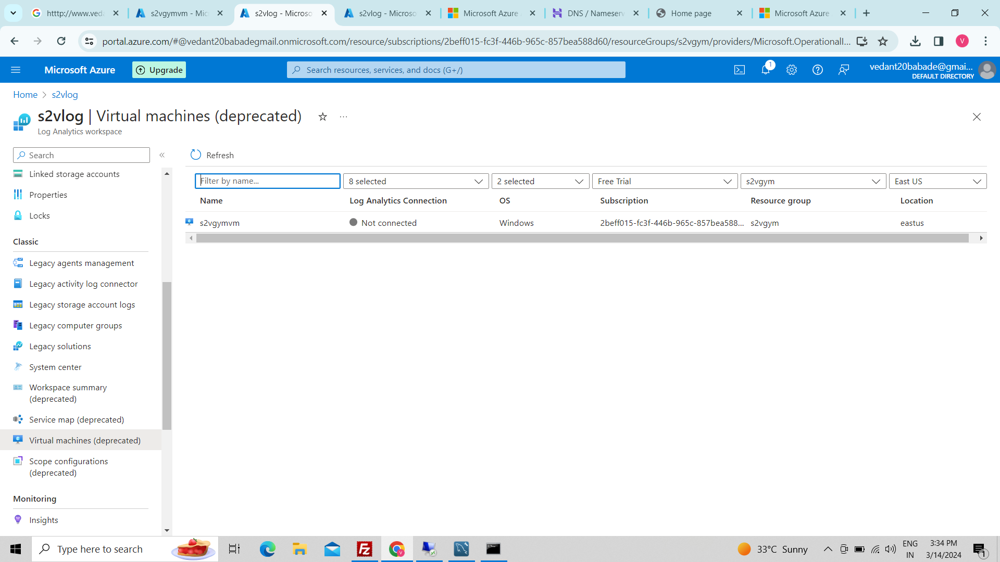 htttp://www.veda
s2vgymvm - Mic
s2vlog - Microso
s2vlog - Microso
Microsoft Azure
DNS / Nameserv
Home page
Microsoft Azure
portal.azure.com/#@vedant20babadegmail.onmicrosoft.com/resource/subscriptions/2beff015-fc3f-446b-965c-857bea588d60/resourceGroups/s2vgym/providers/Microsoft.OperationalI...
V
Microsoft Azure
Upgrade
Search resources, services, and docs (G+/)
1
vedant20babade@gmai...
DEFAULT DIRECTORY
Home > s2vlog
s2vlog | Virtual machines (deprecated)
Log Analytics workspace
Search
Refresh
Linked storage accounts
Properties
Locks
Classic
Legacy agents management
Legacy activity log connector
Legacy storage account logs
Legacy computer groups
Legacy solutions
System center
Workspace summary
(deprecated)
Service map (deprecated)
Virtual machines (deprecated)
Scope configurations
(deprecated)
Monitoring
Insights
Filter by name...
8 selected
2 selected
Free Trial
s2vgym
East US
Name Log Analytics Connection OS Subscription Resource group Location
s2vgymvm Not connected Windows 2beff015-fc3f-446b-965c-857bea588... s2vgym eastus
Type here to search
33°C Sunny
ENG
IN
3:34 PM
3/14/2024
1